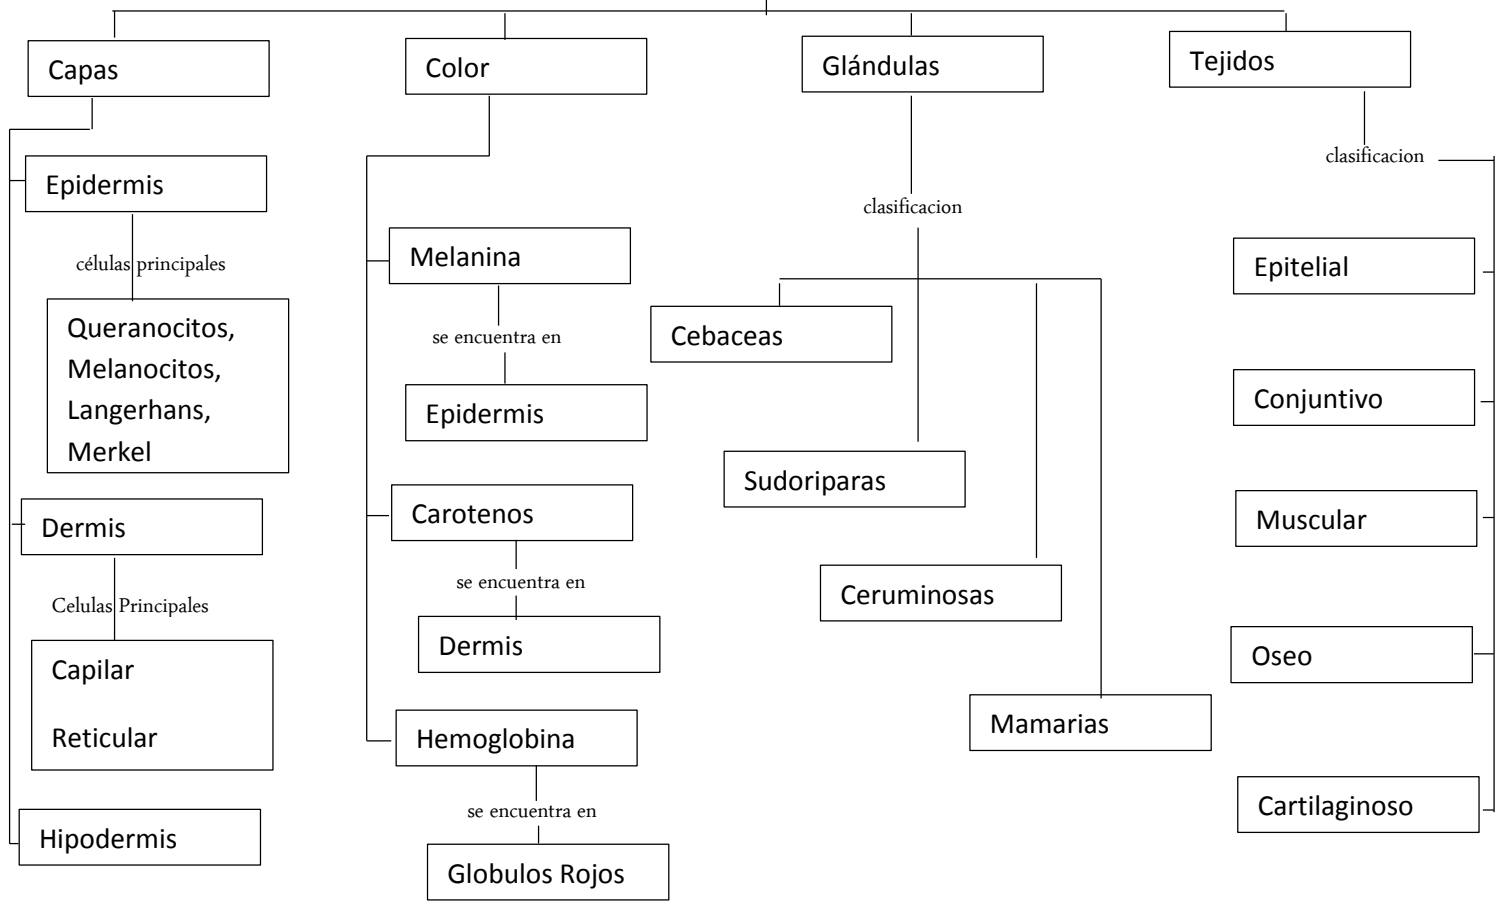 Capas
Color
Glándulas
Tejidos
Epidermis
células principales
Queranocitos,
Melanocitos,
Langerhans,
Merkel
Dermis
Celulas Principales
Capilar
Reticular
Hipodermis
Melanina
se encuentra en
Epidermis
Carotenos
se encuentra en
Dermis
Hemoglobina
se encuentra en
Globulos Rojos
clasificacion
Cebaceas
Sudoriparas
Ceruminosas
Mamarias
clasificacion
Epitelial
Conjuntivo
Muscular
Oseo
Cartilaginoso